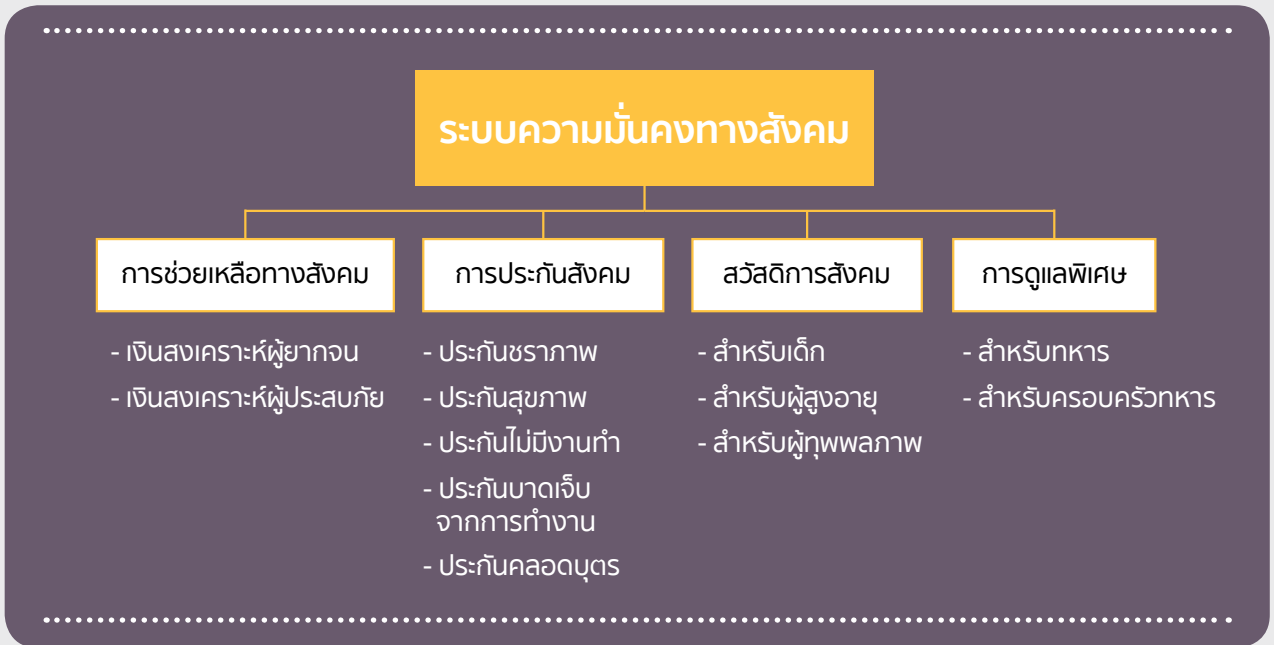 ระบบความมั่นคงทางสังคม
การช่วยเหลือทางสังคม
- เงินสงเคราะห์ผู้ยากจน
- เงินสงเคราะห์ผู้ประสบภัย
การประกันสังคม
- ประกันชราภาพ
- ประกันสุขภาพ
- ประกันไม่มีงานทำ
- ประกันบาดเจ็บ
จากการทำงาน
- ประกันคลอดบุตร
สวัสดิการสังคม
- สำหรับเด็ก
- สำหรับผู้สูงอายุ
- สำหรับผู้ทุพพลภาพ
การดูแลพิเศษ
- สำหรับทหาร
- สำหรับครอบครัวทหาร